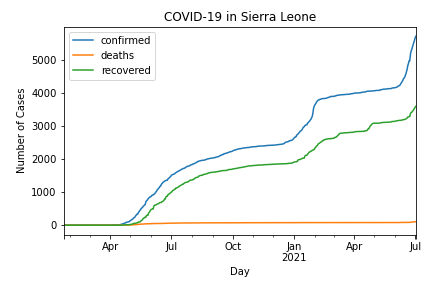 COVID-19 in Sierra Leone
confirmed
deaths
recovered
Number of Cases
5000
4000
3000
2000
1000
0
Apr
Jul
Oct
Jan
2021
Apr
Jul
Day